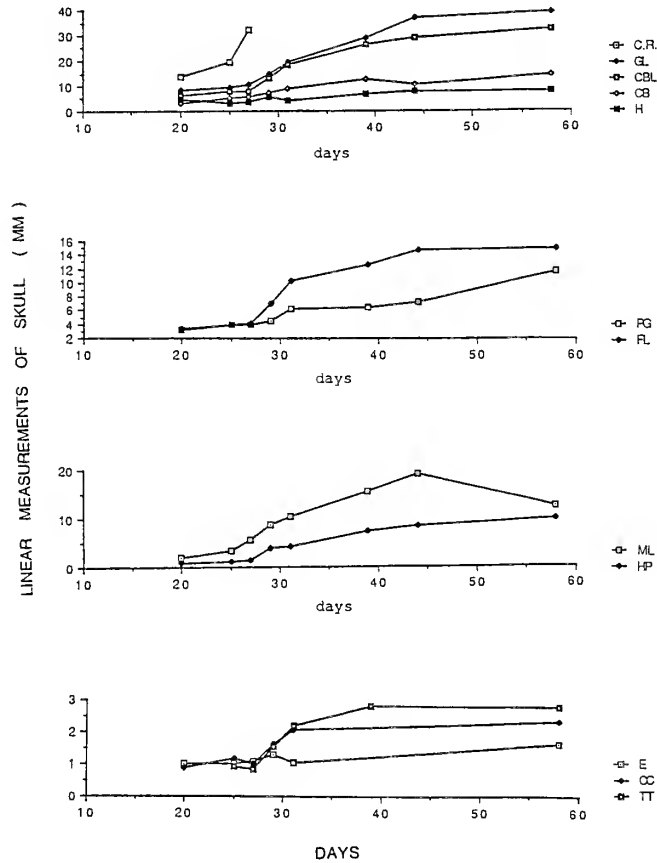 LINEAR MEASUREMENTS OF SKULL ( MM )
40
30
20
10
0
10 20 30 40 50 60
days
C.R.
GL
CBL
CB
H
16
14
12
10
8
6
4
2
10 20 30 40 50 60
days
PG
FL
20
10
0
10 20 30 40 50 60
days
ML
HP
3
2
1
0
10 20 30 40 50 60
DAYS
E
CC
TT